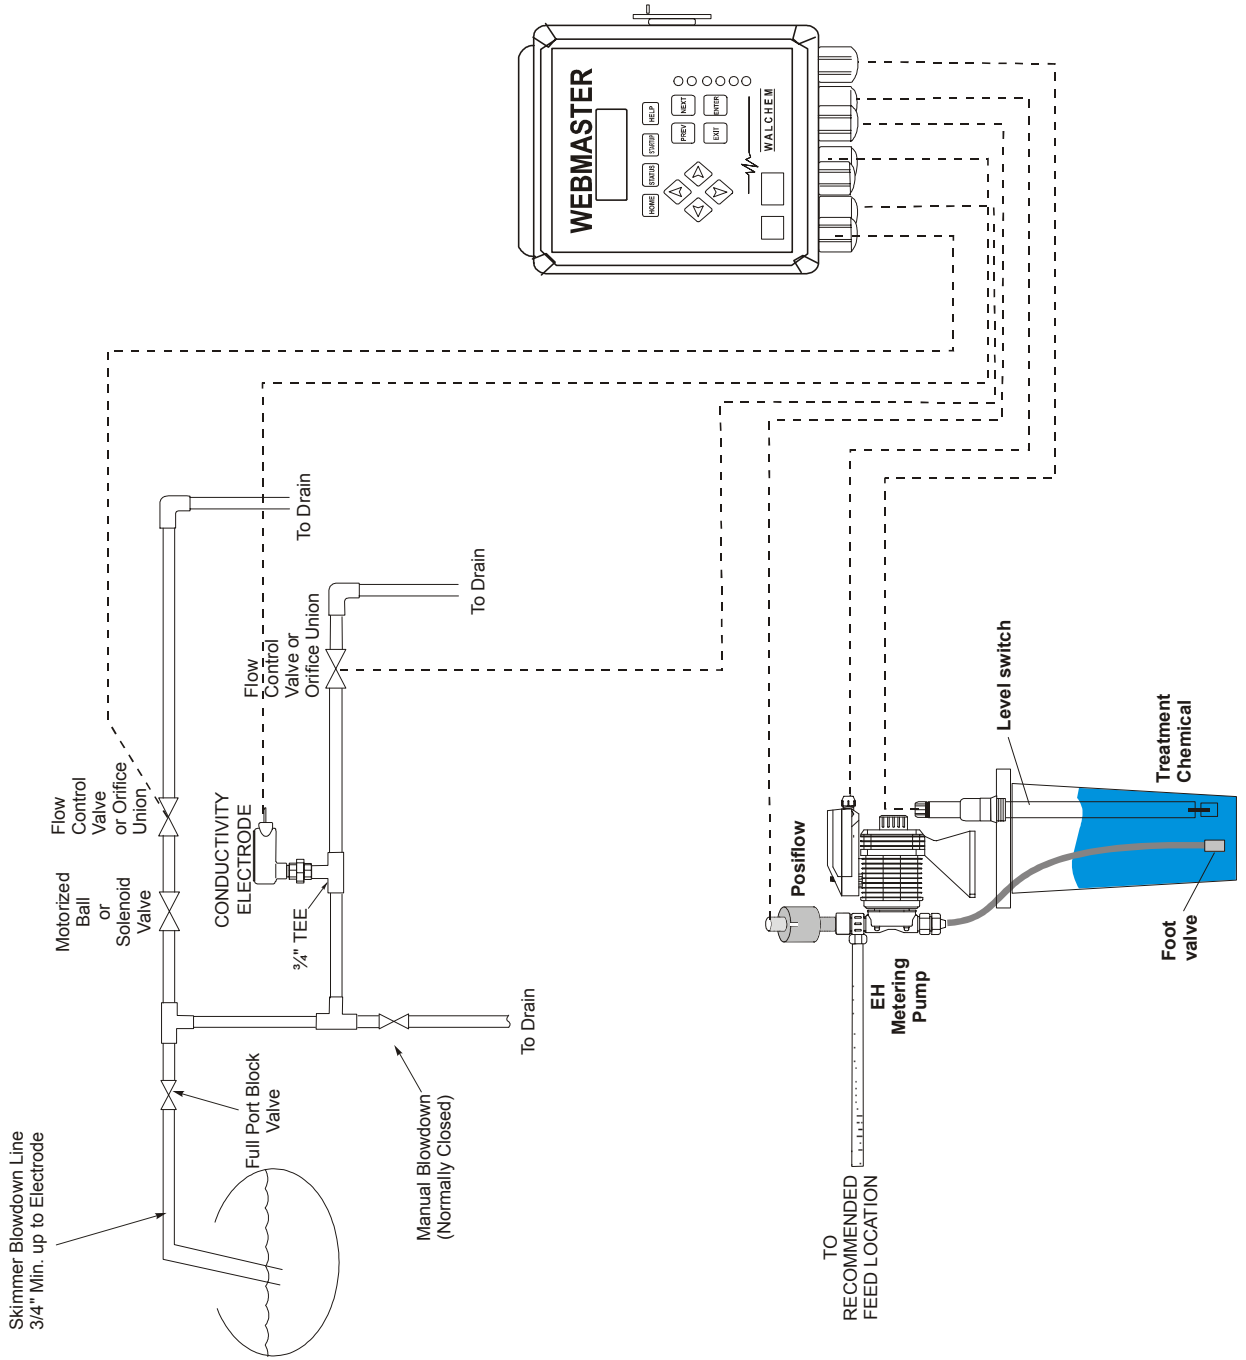 Skimmer Blowdown Line
3/4" Min. up to Electrode
Full Port Block
Valve
Manual Blowdown
(Normally Closed)
To Drain
Motorized
Ball
or
Solenoid
Valve
Flow
Control
Valve
or Orifice
Union
CONDUCTIVITY
ELECTRODE
¾" TEE
Flow
Control
Valve or
Orifice Union
To Drain
To Drain
WEBMASTER
HOME
STATUS
STARTUP
HELP
PREV
NEXT
EXIT
ENTER
WALCHEM
TO
RECOMMENDED
FEED LOCATION
EH
Metering
Pump
Posiflow
Level switch
Foot
valve
Treatment
Chemical